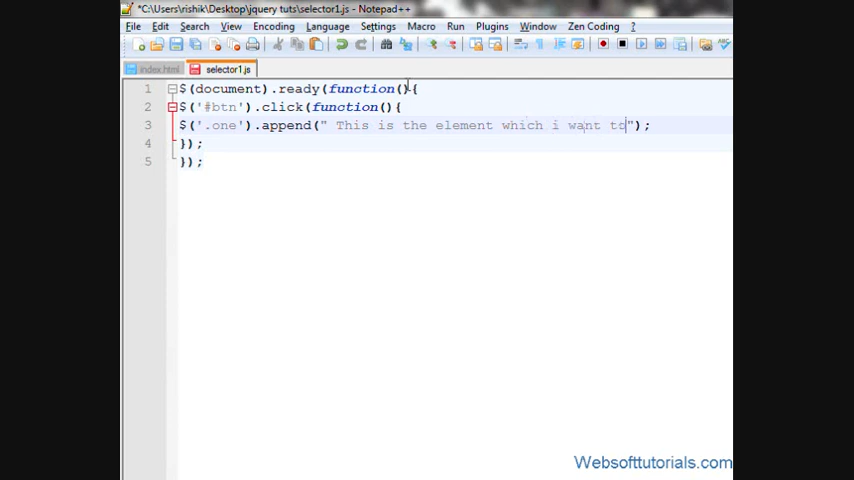 *C:\Users\rishik\Desktop\jquery tuts\selector1.js - Notepad++
File Edit Search View Encoding Language Settings Macro Run Plugins Window Zen Coding ?
index.html selector1.js
1 $(document).ready(function(){
2 $('#btn').click(function(){
3 $('.one').append(" This is the element which i want to");
4 });
5 });
Websofttutorials.com